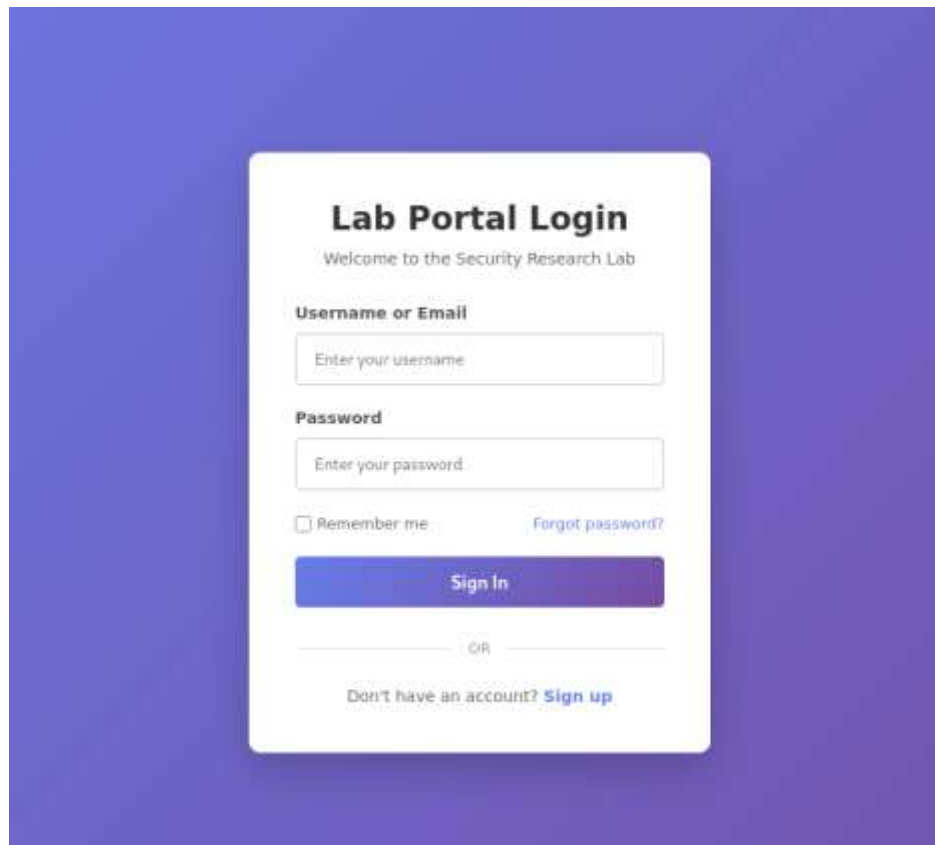 Lab Portal Login
Welcome to the Security Research Lab
Username or Email
Enter your username
Password
Enter your password
Remember me Forgot password?
Sign In
OR
Don't have an account? Sign up